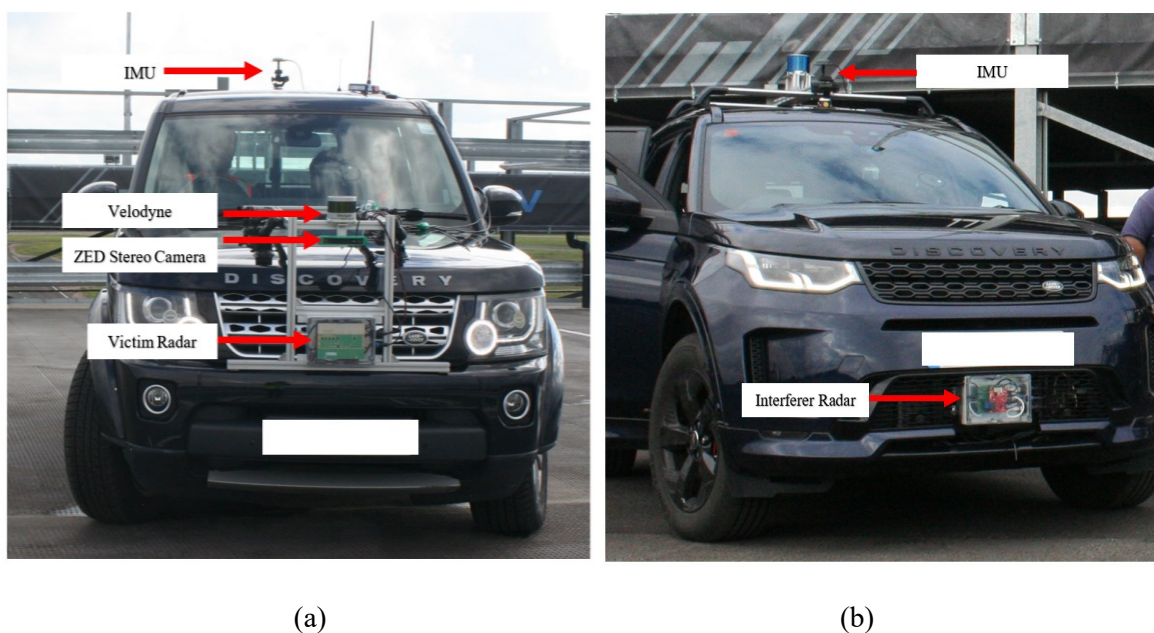 IMU
Velodyne
ZED Stereo Camera
DISCOVERY
Victim Radar
(a)
IMU
DISCOVERY
Interferer Radar
(b)